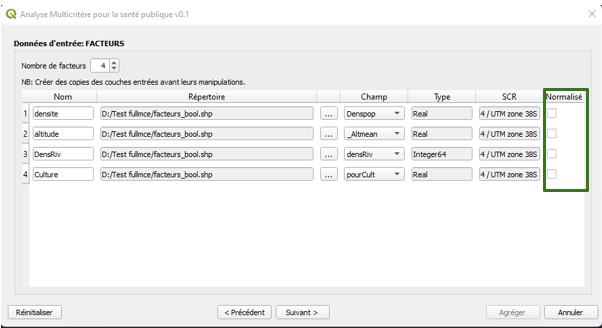 Analyse Multicritère pour la santé publique v0.1
Données d'entrée: FACTEURS
Nombre de facteurs 4
NB: Créer des copies des couches entrées avant leurs manipulations.
Nom Répertoire Champ Type SCR Normalisé
1 densite D:/Test fullmce/facteurs_bool.shp ... Denspop Real 4 / UTM zone 38S
2 altitude D:/Test fullmce/facteurs_bool.shp ... _Altmean Real 4 / UTM zone 38S
3 DensRiv D:/Test fullmce/facteurs_bool.shp ... densRiv Integer64 4 / UTM zone 38S
4 Culture D:/Test fullmce/facteurs_bool.shp ... pourCult Real 4 / UTM zone 38S
Réinitialiser < Précédent Suivant > Agréger Annuler